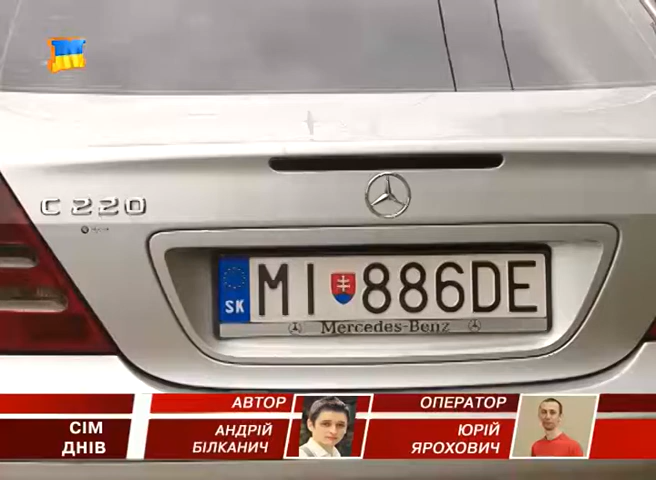 C 220
SK MI 886DE
Mercedes-Benz
АВТОР
ОПЕРАТОР
СІМ
ДНІВ
АНДРІЙ
БІЛКАНИЧ
ЮРІЙ
ЯРОХОВИЧ